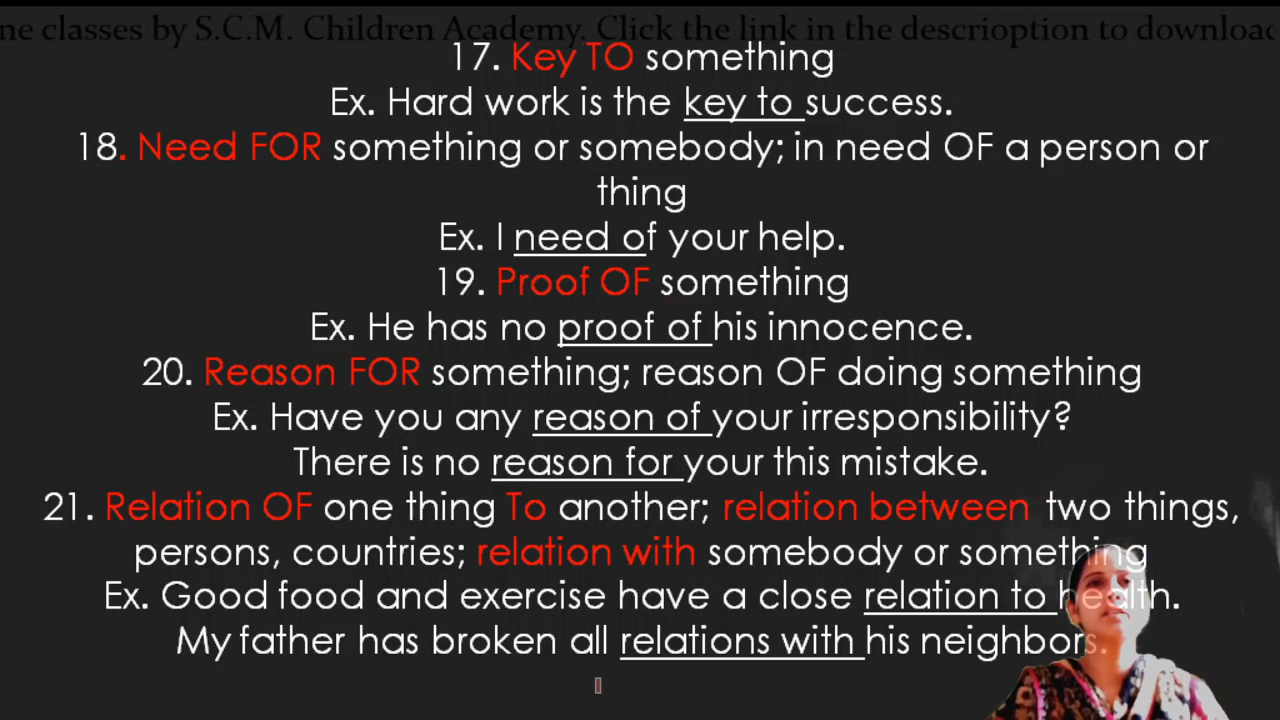 ne classes by S.C.M. Children Academy. Click the link in the descrioption to download
17. Key TO something
Ex. Hard work is the key to success.
18. Need FOR something or somebody; in need OF a person or
thing
Ex. I need of your help.
19. Proof OF something
Ex. He has no proof of his innocence.
20. Reason FOR something; reason OF doing something
Ex. Have you any reason of your irresponsibility?
There is no reason for your this mistake.
21. Relation OF one thing To another; relation between two things,
persons, countries; relation with somebody or something
Ex. Good food and exercise have a close relation to health.
My father has broken all relations with his neighbors.